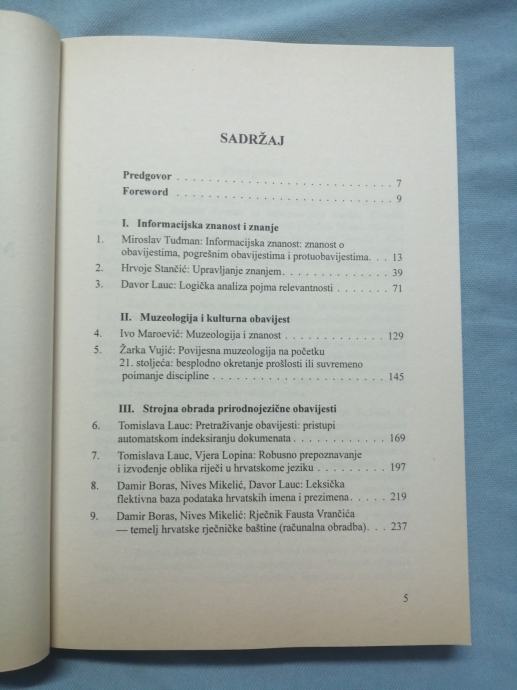 SADRŽAJ
Predgovor . . . . . . . . . . . . . . . . . . . . . . . . . . . . 7
Foreword . . . . . . . . . . . . . . . . . . . . . . . . . . . . 9
I. Informacijska znanost i znanje
1. Miroslav Tuđman: Informacijska znanost: znanost o
obavijestima, pogrešnim obavijestima i protuobavijestima. . . 13
2. Hrvoje Stančić: Upravljanje znanjem. . . . . . . . . . . . . . 39
3. Davor Lauc: Logička analiza pojma relevantnosti . . . . . . . 71
II. Muzeologija i kulturna obavijest
4. Ivo Maroević: Muzeologija i znanost . . . . . . . . . . . . . 129
5. Žarka Vujić: Povijesna muzeologija na početku
21. stoljeća: besplodno okretanje prošlosti ili suvremeno
poimanje discipline . . . . . . . . . . . . . . . . . . . . . . 145
III. Strojna obrada prirodnojezične obavijesti
6. Tomislava Lauc: Pretraživanje obavijesti: pristupi
automatskom indeksiranju dokumenata . . . . . . . . . . . . 169
7. Tomislava Lauc, Vjera Lopina: Robusno prepoznavanje
i izvođenje oblika riječi u hrvatskome jeziku . . . . . . . . . 197
8. Damir Boras, Nives Mikelić, Davor Lauc: Leksička
flektivna baza podataka hrvatskih imena i prezimena. . . . . 219
9. Damir Boras, Nives Mikelić: Rječnik Fausta Vrančića
— temelj hrvatske rječničke baštine (računalna obradba). . . 237
5